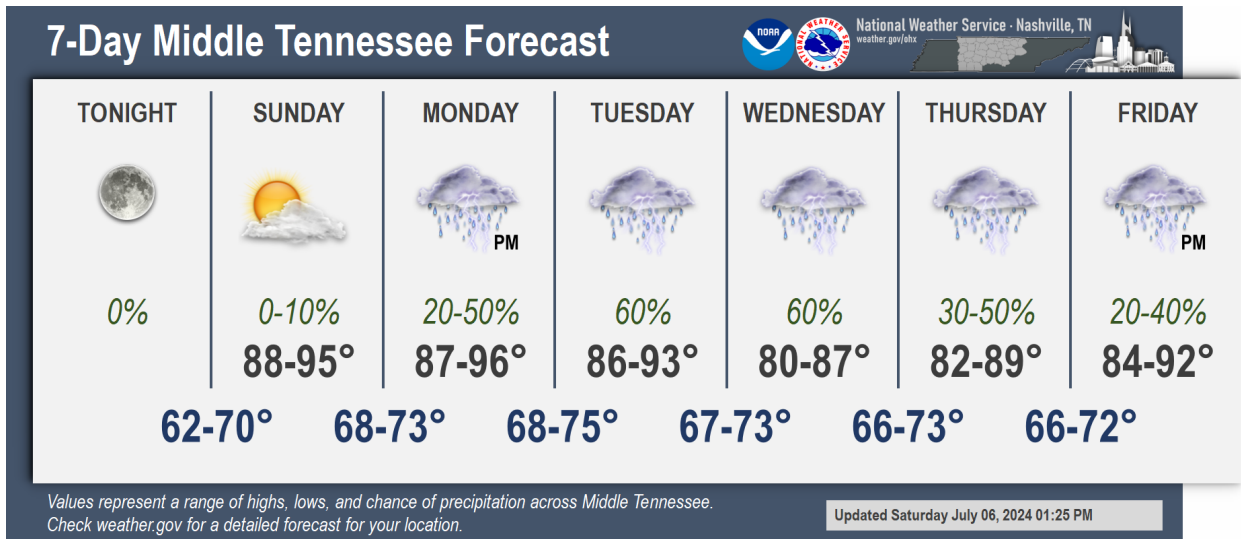 7-Day Middle Tennessee Forecast
NOAA
NATIONAL WEATHER SERVICE
National Weather Service - Nashville, TN
weather.gov/ohx
TONIGHT SUNDAY MONDAY TUESDAY WEDNESDAY THURSDAY FRIDAY
PM PM
0% 0-10% 20-50% 60% 60% 30-50% 20-40%
88-95° 87-96° 86-93° 80-87° 82-89° 84-92°
62-70° 68-73° 68-75° 67-73° 66-73° 66-72°
Values represent a range of highs, lows, and chance of precipitation across Middle Tennessee.
Check weather.gov for a detailed forecast for your location.
Updated Saturday July 06, 2024 01:25 PM